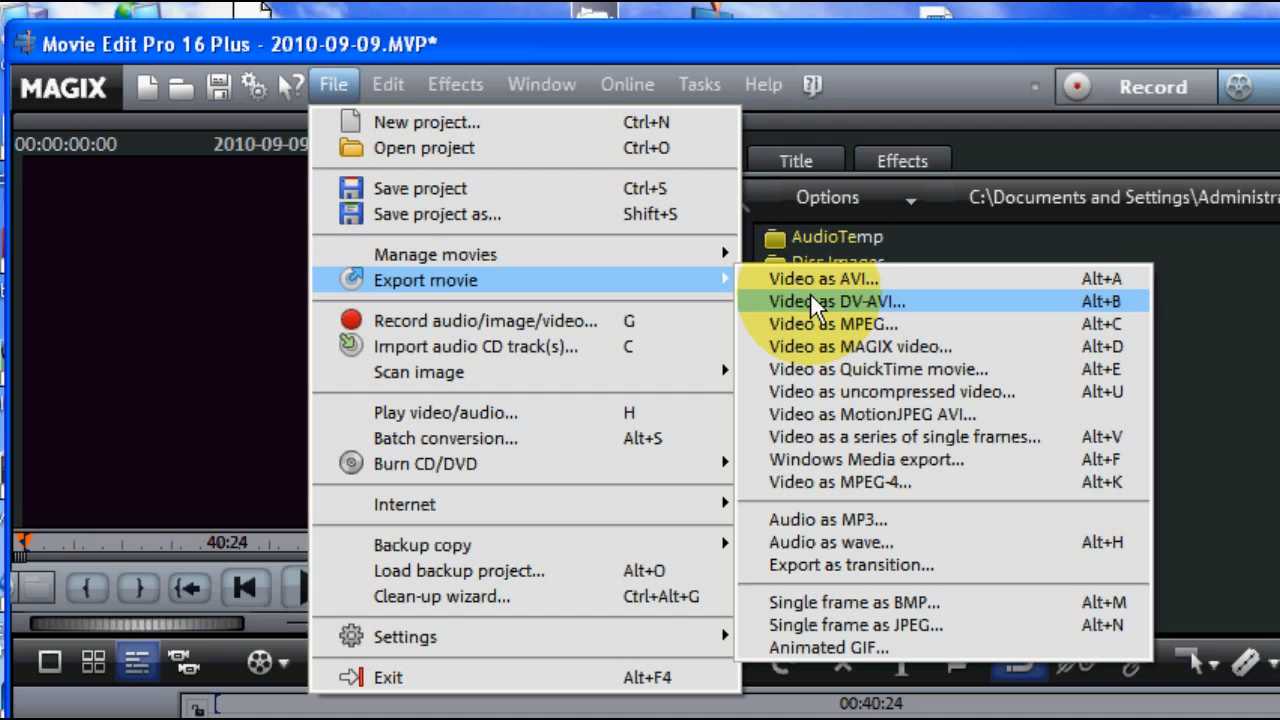 Movie Edit Pro 16 Plus - 2010-09-09.MVP*
MAGIX File Edit Effects Window Online Tasks Help Record
00:00:00:00 2010-09-09
Title Effects
Options C:\Documents and Settings\Administra
AudioTemp
Disc Images
New project... Ctrl+N
Open project Ctrl+O
Save project Ctrl+S
Save project as... Shift+S
Manage movies
Export movie
Record audio/image/video... G
Import audio CD track(s)... C
Scan image
Play video/audio... H
Batch conversion... Alt+S
Burn CD/DVD
Internet
Backup copy
Load backup project... Alt+O
Clean-up wizard... Ctrl+Alt+G
Settings
Exit Alt+F4
Video as AVI... Alt+A
Video as DV-AVI... Alt+B
Video as MPEG... Alt+C
Video as MAGIX video... Alt+D
Video as QuickTime movie... Alt+E
Video as uncompressed video... Alt+U
Video as MotionJPEG AVI...
Video as a series of single frames... Alt+V
Windows Media export... Alt+F
Video as MPEG-4... Alt+K
Audio as MP3...
Audio as wave... Alt+H
Export as transition...
Single frame as BMP... Alt+M
Single frame as JPEG... Alt+N
Animated GIF...
40:24
00:40:24